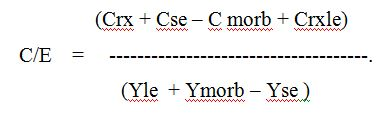 (Crx + Cse – C morb + Crxle)
C/E = -------------------------------------.
(Yle + Ymorb – Yse )